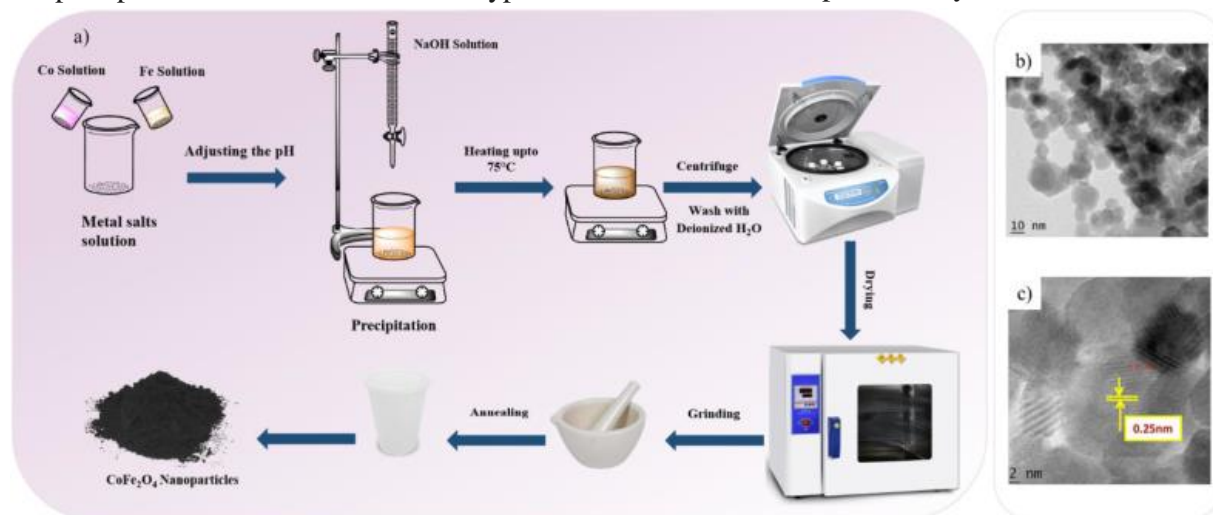 a)
NaOH Solution
Co Solution
Fe Solution
Adjusting the pH
Heating upto
75°C
Centrifuge
Wash with
Deionized H₂O
Metal salts
solution
Precipitation
Drying
Grinding
Annealing
CoFe₂O₄ Nanoparticles
b)
10 nm
c)
0.25nm
2 nm